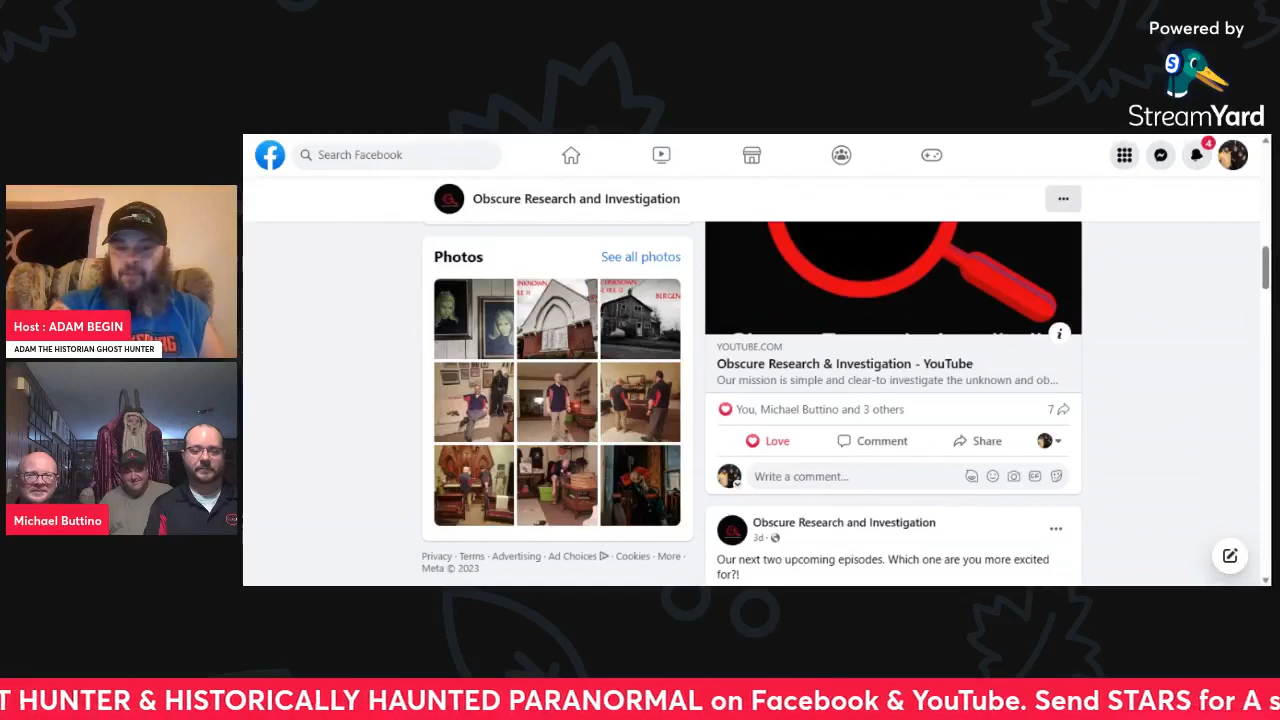 Powered by
StreamYard
Search Facebook
4
Obscure Research and Investigation
Photos
See all photos
UNKNOWN
BERGEN
YOUTUBE.COM
Obscure Research & Investigation - YouTube
Our mission is simple and clear-to investigate the unknown and ob...
You, Michael Buttino and 3 others
7
Love
Comment
Share
Write a comment...
GIF
Privacy · Terms · Advertising · Ad Choices · Cookies · More ·
Meta © 2023
Obscure Research and Investigation
3d ·
Our next two upcoming episodes. Which one are you more excited
for?!
Host : ADAM BEGIN
ADAM THE HISTORIAN GHOST HUNTER
Michael Buttino
T HUNTER & HISTORICALLY HAUNTED PARANORMAL on Facebook & YouTube. Send STARS for A s